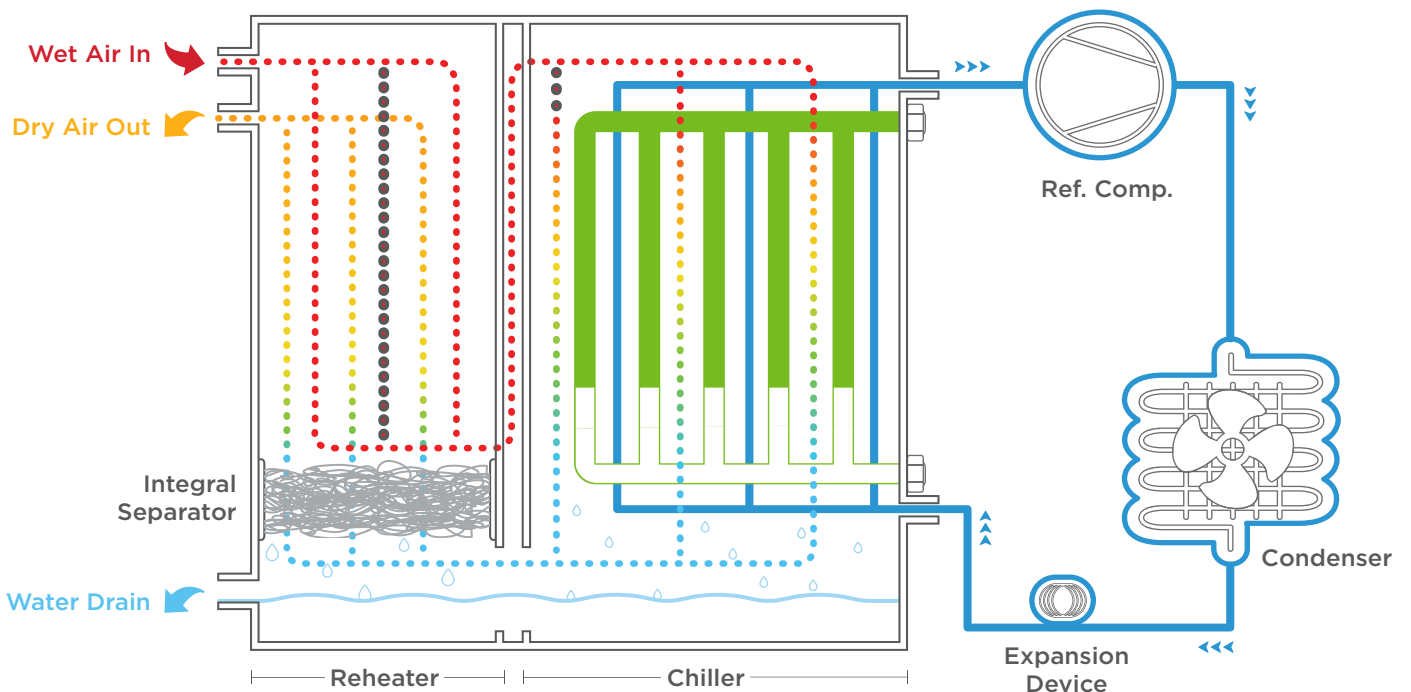 Wet Air In
Dry Air Out
Ref. Comp.
Integral
Separator
Condenser
Water Drain
Expansion
Device
Reheater
Chiller